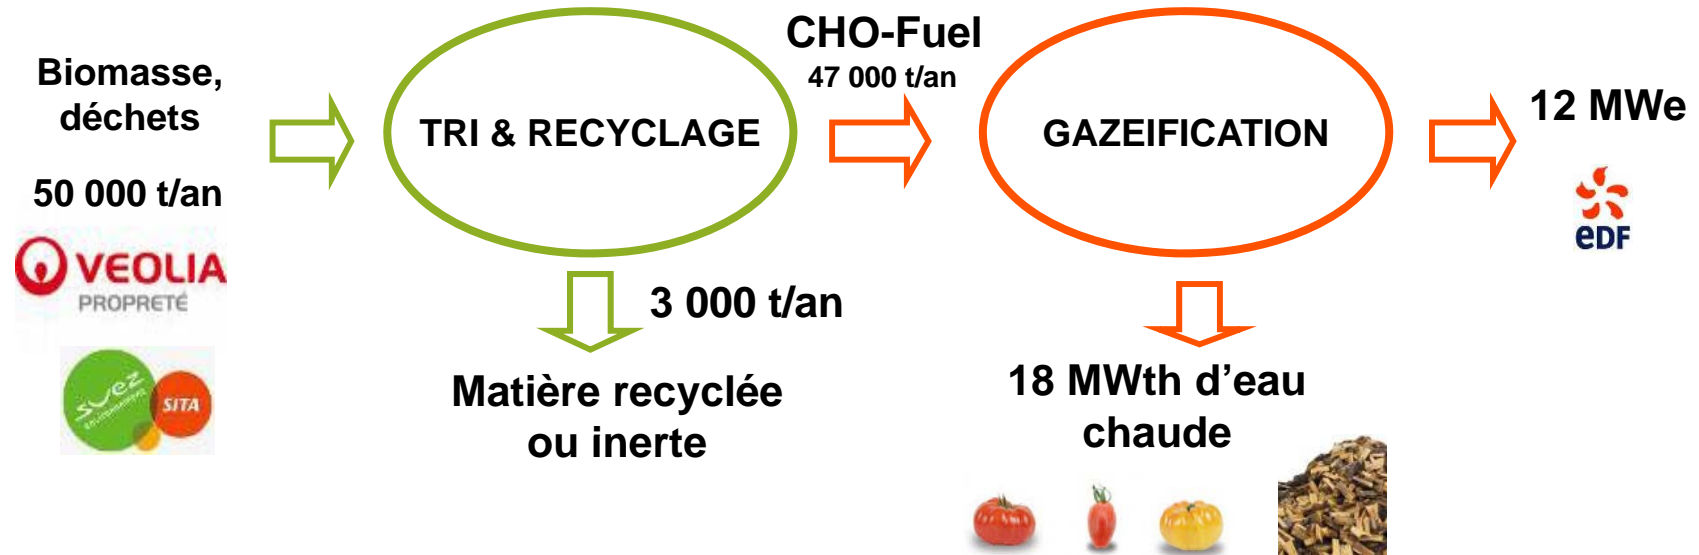 Biomasse,
déchets
50 000 t/an
VEOLIA
PROPRETÉ
suez
environnement
SITA
TRI & RECYCLAGE
3 000 t/an
Matière recyclée
ou inerte
CHO-Fuel
47 000 t/an
GAZEIFICATION
18 MWth d’eau
chaude
12 MWe
eDF